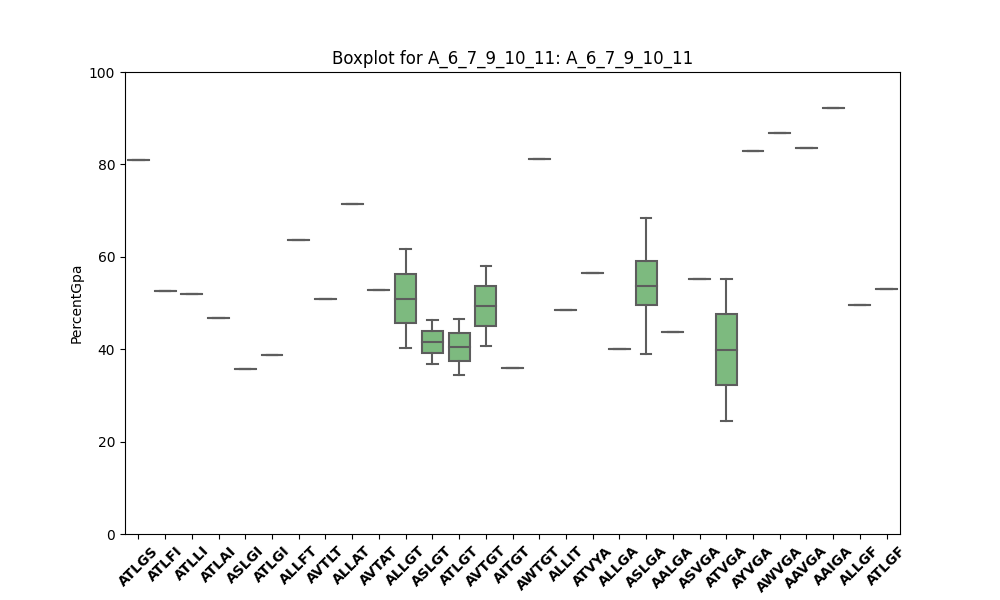 Boxplot for A_6_7_9_10_11: A_6_7_9_10_11
PercentGpa
100
80
60
40
20
0
ATLGS
ATLFI
ATLLI
ATLAI
ASLGI
ATLGI
ALLFT
AVTLT
ALLAT
AVTAT
ALLGT
ASLGT
ATLGT
AVTGT
AITGT
AWTGT
ALLIT
ATVYA
ALLGA
ASLGA
AALGA
ASVGA
ATVGA
AYVGA
AWVGA
AAVGA
AAIGA
ALLGF
ATLGF